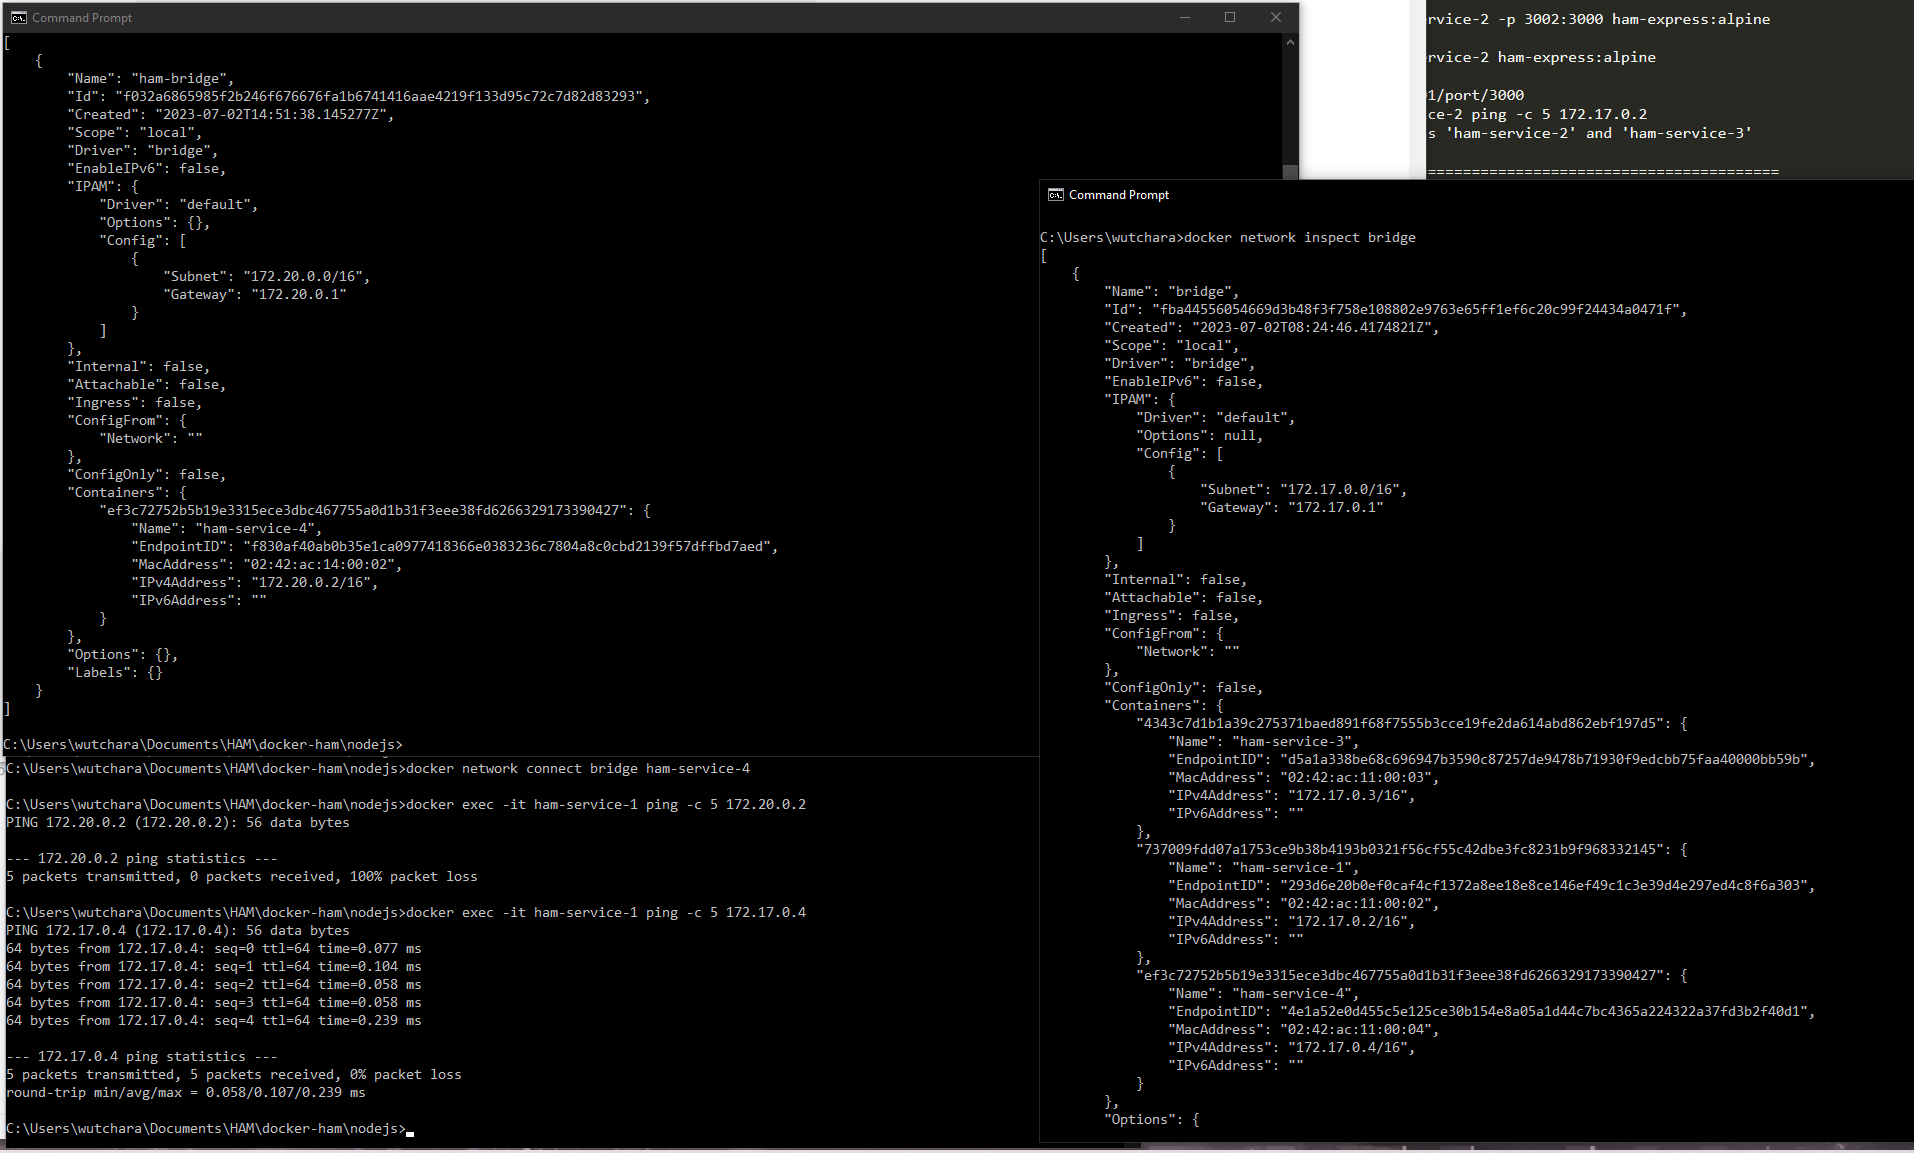 Command Prompt
[
    {
        "Name": "ham-bridge",
        "Id": "f032a6865985f2b246f676676fa1b6741416aae4219f133d95c72c7d82d83293",
        "Created": "2023-07-02T14:51:38.145277Z",
        "Scope": "local",
        "Driver": "bridge",
        "EnableIPv6": false,
        "IPAM": {
            "Driver": "default",
            "Options": {},
            "Config": [
                {
                    "Subnet": "172.20.0.0/16",
                    "Gateway": "172.20.0.1"
                }
            ]
        },
        "Internal": false,
        "Attachable": false,
        "Ingress": false,
        "ConfigFrom": {
            "Network": ""
        },
        "ConfigOnly": false,
        "Containers": {
            "ef3c72752b5b19e3315ece3dbc467755a0d1b31f3eee38fd6266329173390427": {
                "Name": "ham-service-4",
                "EndpointID": "f830af40ab0b35e1ca0977418366e0383236c7804a8c0cbd2139f57dffbd7aed",
                "MacAddress": "02:42:ac:14:00:02",
                "IPv4Address": "172.20.0.2/16",
                "IPv6Address": ""
            }
        },
        "Options": {},
        "Labels": {}
    }
]
C:\Users\wutchara\Documents\HAM\docker-ham\nodejs>
C:\Users\wutchara\Documents\HAM\docker-ham\nodejs>docker network connect bridge ham-service-4
C:\Users\wutchara\Documents\HAM\docker-ham\nodejs>docker exec -it ham-service-1 ping -c 5 172.20.0.2
PING 172.20.0.2 (172.20.0.2): 56 data bytes
--- 172.20.0.2 ping statistics ---
5 packets transmitted, 0 packets received, 100% packet loss
C:\Users\wutchara\Documents\HAM\docker-ham\nodejs>docker exec -it ham-service-1 ping -c 5 172.17.0.4
PING 172.17.0.4 (172.17.0.4): 56 data bytes
64 bytes from 172.17.0.4: seq=0 ttl=64 time=0.077 ms
64 bytes from 172.17.0.4: seq=1 ttl=64 time=0.104 ms
64 bytes from 172.17.0.4: seq=2 ttl=64 time=0.058 ms
64 bytes from 172.17.0.4: seq=3 ttl=64 time=0.058 ms
64 bytes from 172.17.0.4: seq=4 ttl=64 time=0.239 ms
--- 172.17.0.4 ping statistics ---
5 packets transmitted, 5 packets received, 0% packet loss
round-trip min/avg/max = 0.058/0.107/0.239 ms
C:\Users\wutchara\Documents\HAM\docker-ham\nodejs>
rvice-2 -p 3002:3000 ham-express:alpine
rvice-2 ham-express:alpine
01/port/3000
ce-2 ping -c 5 172.17.0.2
s 'ham-service-2' and 'ham-service-3'
=======================================
Command Prompt
C:\Users\wutchara>docker network inspect bridge
[
    {
        "Name": "bridge",
        "Id": "fba44556054669d3b48f3f758e108802e9763e65ff1ef6c20c99f24434a0471f",
        "Created": "2023-07-02T08:24:46.4174821Z",
        "Scope": "local",
        "Driver": "bridge",
        "EnableIPv6": false,
        "IPAM": {
            "Driver": "default",
            "Options": null,
            "Config": [
                {
                    "Subnet": "172.17.0.0/16",
                    "Gateway": "172.17.0.1"
                }
            ]
        },
        "Internal": false,
        "Attachable": false,
        "Ingress": false,
        "ConfigFrom": {
            "Network": ""
        },
        "ConfigOnly": false,
        "Containers": {
            "4343c7d1b1a39c275371baed891f68f7555b3cce19fe2da614abd862ebf197d5": {
                "Name": "ham-service-3",
                "EndpointID": "d5a1a338be68c696947b3590c87257de9478b71930f9edcbb75faa40000bb59b",
                "MacAddress": "02:42:ac:11:00:03",
                "IPv4Address": "172.17.0.3/16",
                "IPv6Address": ""
            },
            "737009fdd07a1753ce9b38b4193b0321f56cf55c42dbe3fc8231b9f968332145": {
                "Name": "ham-service-1",
                "EndpointID": "293d6e20b0ef0caf4cf1372a8ee18e8ce146ef49c1c3e39d4e297ed4c8f6a303",
                "MacAddress": "02:42:ac:11:00:02",
                "IPv4Address": "172.17.0.2/16",
                "IPv6Address": ""
            },
            "ef3c72752b5b19e3315ece3dbc467755a0d1b31f3eee38fd6266329173390427": {
                "Name": "ham-service-4",
                "EndpointID": "4e1a52e0d455c5e125ce30b154e8a05a1d44c7bc4365a224322a37fd3b2f40d1",
                "MacAddress": "02:42:ac:11:00:04",
                "IPv4Address": "172.17.0.4/16",
                "IPv6Address": ""
            }
        },
        "Options": {